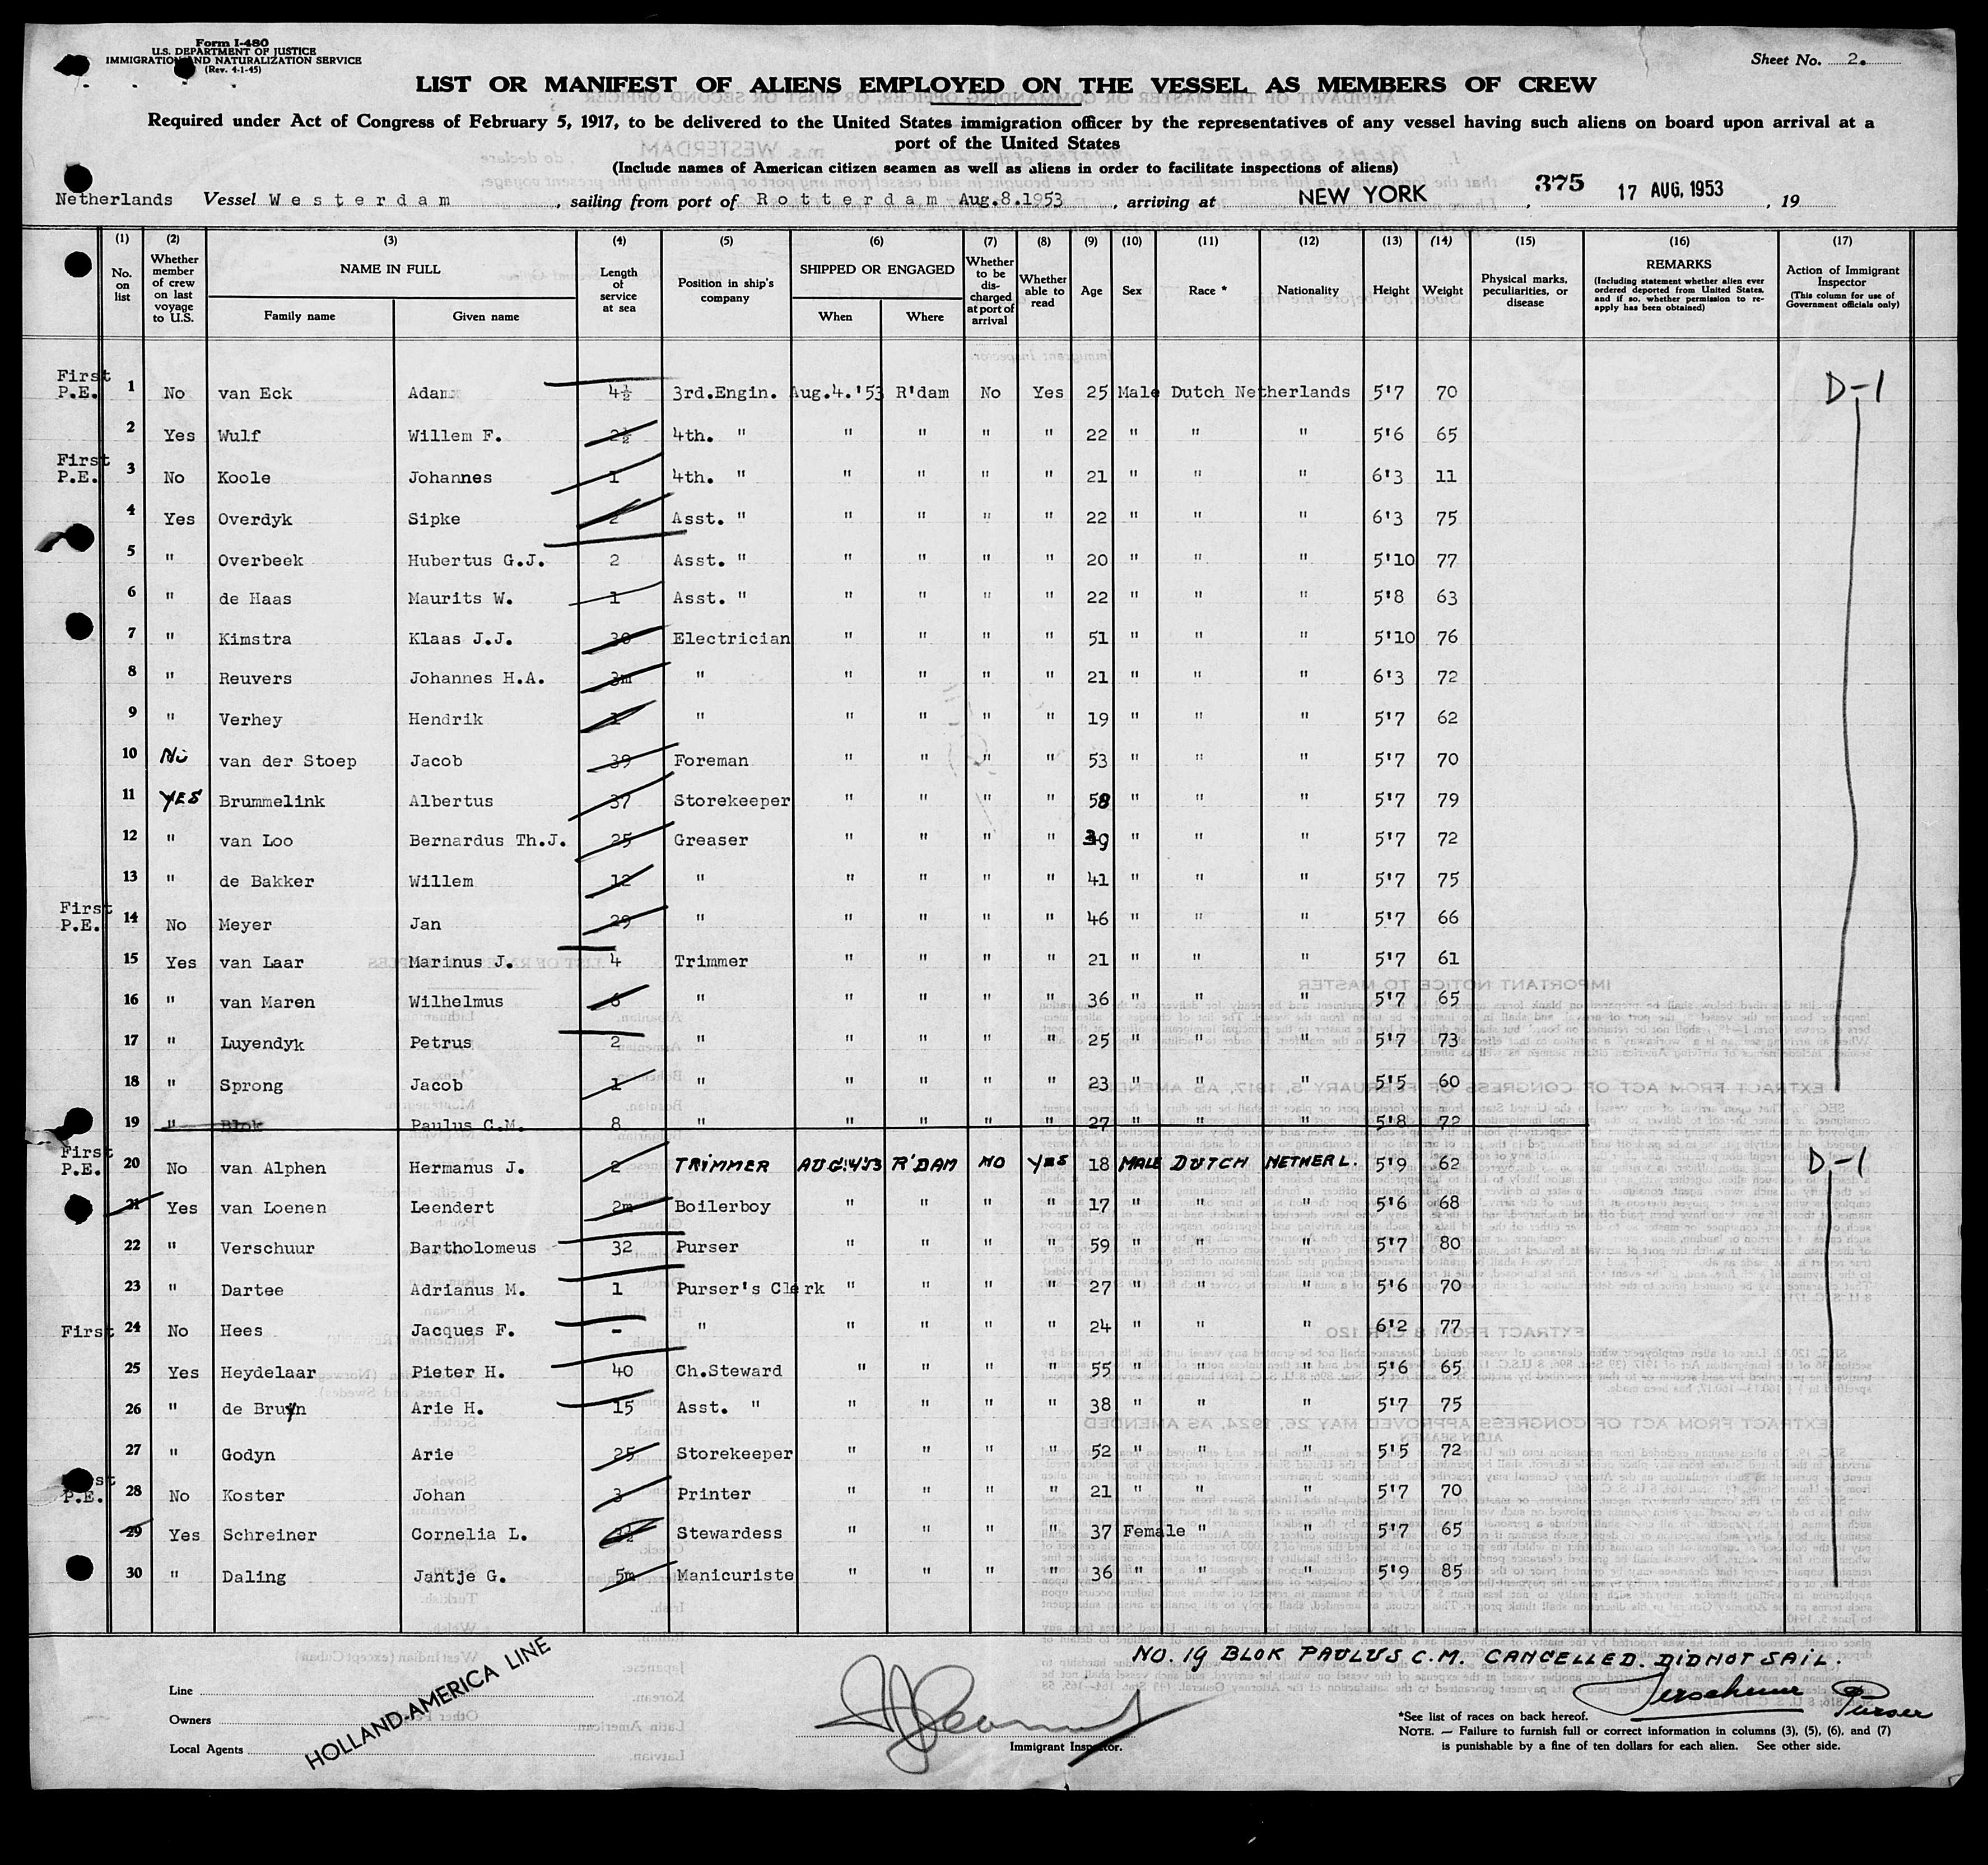 Form I-480
U.S. DEPARTMENT OF JUSTICE
IMMIGRATION AND NATURALIZATION SERVICE
(Rev. 4-1-45)
Sheet No. 2.
LIST OR MANIFEST OF ALIENS EMPLOYED ON THE VESSEL AS MEMBERS OF CREW
Required under Act of Congress of February 5, 1917, to be delivered to the United States immigration officer by the representatives of any vessel having such aliens on board upon arrival at a
port of the United States
(Include names of American citizen seamen as well as aliens in order to facilitate inspections of aliens)
Netherlands Vessel Westerdam, sailing from port of Rotterdam Aug.8.1953, arriving at NEW YORK, 375 17 AUG, 1953, 19
(1) (2) (3) (4) (5) (6) (7) (8) (9) (10) (11) (12) (13) (14) (15) (16) (17)
No. on list
Whether member of crew on last voyage to U.S.
NAME IN FULL
Family name Given name
Length of service at sea
Position in ship's company
SHIPPED OR ENGAGED
When Where
Whether to be discharged at port of arrival
Whether able to read
Age Sex Race * Nationality Height Weight
Physical marks, peculiarities, or disease
REMARKS
(Including statement whether alien ever ordered deported from United States, and if so, whether permission to reapply has been obtained)
Action of Immigrant Inspector
(This column for use of Government officials only)
First P.E. 1 No van Eck Adam 4½ 3rd.Engin. Aug.4.'53 R'dam No Yes 25 Male Dutch Netherlands 5'7 70 D-1
2 Yes Wulf Willem F. 2½ 4th. " " " " " 22 " " " 5'6 65
First P.E. 3 No Koole Johannes 1 4th. " " " " " 21 " " " 6'3 11
4 Yes Overdyk Sipke 2 Asst. " " " " " 22 " " " 6'3 75
5 " Overbeek Hubertus G.J. 2 Asst. " " " " " 20 " " " 5'10 77
6 " de Haas Maurits W. 1 Asst. " " " " " 22 " " " 5'8 63
7 " Kimstra Klaas J.J. 30 Electrician " " " " 51 " " " 5'10 76
8 " Reuvers Johannes H.A. 3m " " " " " 21 " " " 6'3 72
9 " Verhey Hendrik 1 " " " " " 19 " " " 5'7 62
10 No van der Stoep Jacob 39 Foreman " " " " 53 " " " 5'7 70
11 YES Brummelink Albertus 37 Storekeeper " " " " 58 " " " 5'7 79
12 " van Loo Bernardus Th.J. 25 Greaser " " " " 39 " " " 5'7 72
13 " de Bakker Willem 12 " " " " " 41 " " " 5'7 75
First P.E. 14 No Meyer Jan 29 " " " " " 46 " " " 5'7 66
15 Yes van Laar Marinus J. 4 Trimmer " " " " 21 " " " 5'7 61
16 " van Maren Wilhelmus 6 " " " " " 36 " " " 5'7 65
17 " Luyendyk Petrus 2 " " " " " 25 " " " 5'7 73
18 " Sprong Jacob 1 " " " " " 23 " " " 5'5 60
19 " Blok Paulus C.M. 8 " " " " " 27 " " " 5'8 72
First P.E. 20 No van Alphen Hermanus J. 2 TRIMMER AUG.4.'53 R'DAM NO YES 18 MALE DUTCH NETHERL. 5'9 62 D-1
21 Yes van Loenen Leendert 2m Boilerboy " " " " 17 " " " 5'6 68
22 " Verschuur Bartholomeus 32 Purser " " " " 59 " " " 5'7 80
23 " Dartee Adrianus M. 1 Purser's Clerk " " " " 27 " " " 5'6 70
First 24 No Hees Jacques F. - " " " " " 24 " " " 6'2 77
25 Yes Heydelaar Pieter H. 40 Ch.Steward " " " " 55 " " " 5'6 65
26 " de Bruyn Arie H. 15 Asst. " " " " " 38 " " " 5'7 75
27 " Godyn Arie 25 Storekeeper " " " " 52 " " " 5'5 72
First P.E. 28 No Koster Johan 3 Printer " " " " 21 " " " 5'7 70
29 Yes Schreiner Cornelia L. 3½ Stewardess " " " " 37 Female " " 5'7 65
30 " Daling Jantje G. 5m Manicuriste " " " " 36 " " " 5'9 85
NO. 19 BLOK PAULUS C.M. CANCELLED. DID NOT SAIL.
Verschuur Purser
Line
Owners
Local Agents
HOLLAND-AMERICA LINE
Immigrant Inspector.
*See list of races on back hereof.
NOTE. — Failure to furnish full or correct information in columns (3), (5), (6), and (7)
is punishable by a fine of ten dollars for each alien. See other side.